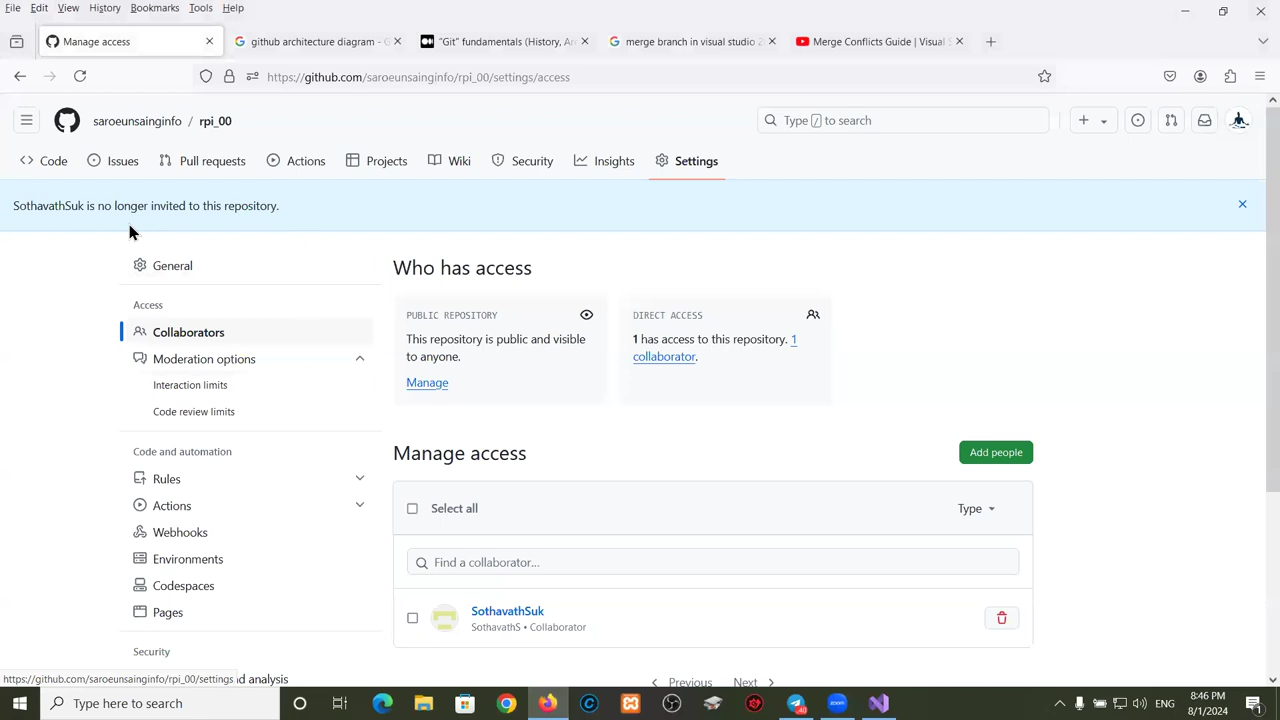 File Edit View History Bookmarks Tools Help
Manage access
github architecture diagram - G
"Git" fundamentals (History, Ar
merge branch in visual studio 2
Merge Conflicts Guide | Visual S
https://github.com/saroeunsainginfo/rpi_00/settings/access
saroeunsainginfo / rpi_00
Type / to search
Code Issues Pull requests Actions Projects Wiki Security Insights Settings
SothavathSuk is no longer invited to this repository.
General
Access
Collaborators
Moderation options
Interaction limits
Code review limits
Code and automation
Rules
Actions
Webhooks
Environments
Codespaces
Pages
Security
d analysis
Who has access
PUBLIC REPOSITORY
This repository is public and visible
to anyone.
Manage
DIRECT ACCESS
1 has access to this repository. 1
collaborator.
Manage access
Add people
Select all
Type
Find a collaborator...
SothavathSuk
SothavathS • Collaborator
Previous Next
https://github.com/saroeunsainginfo/rpi_00/settings
Type here to search
40
zoom
ENG
8:46 PM
8/1/2024
1